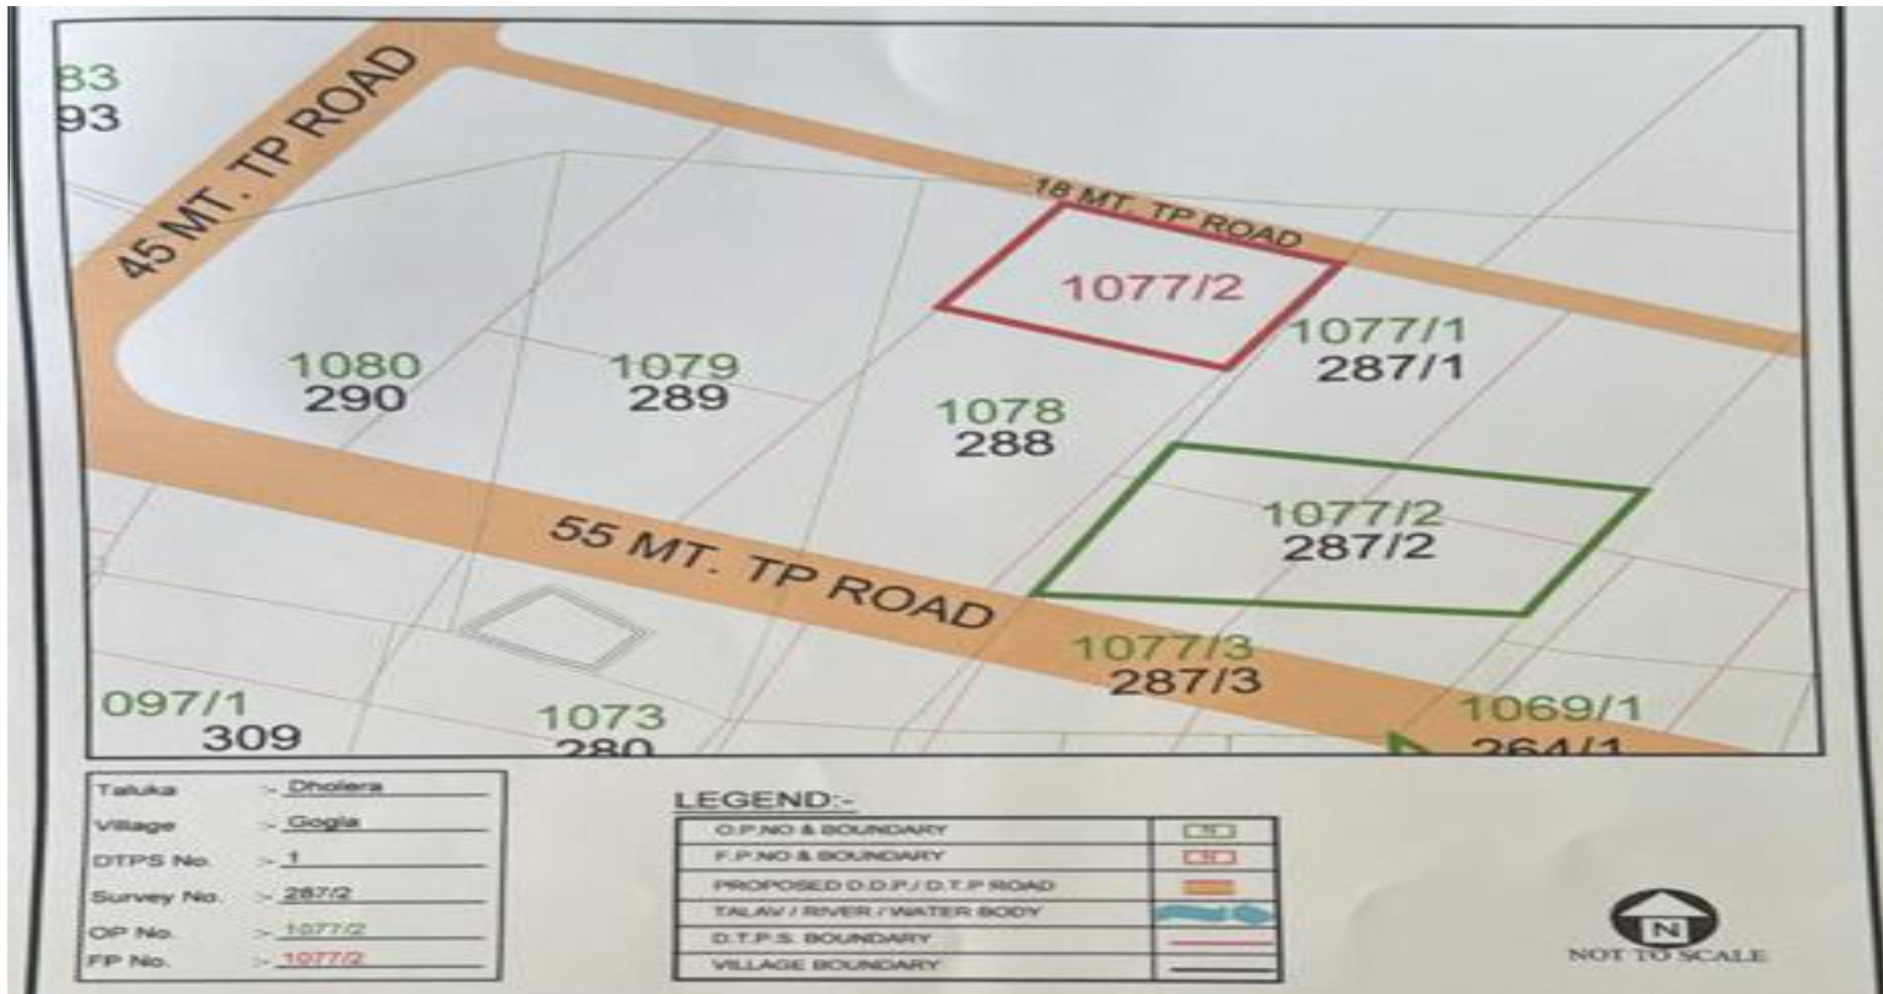 83
93
45 MT. TP ROAD
18 MT. TP ROAD
1077/2
1077/1
287/1
1080
290
1079
289
1078
288
1077/2
287/2
55 MT. TP ROAD
1077/3
287/3
097/1
309
1073
280
1069/1
264/1
Taluka :- Dholera
Village :- Gogla
DTPS No. :- 1
Survey No. :- 287/2
OP No. :- 1077/2
FP No. :- 1077/2
LEGEND:-
O.P.NO & BOUNDARY
F.P.NO & BOUNDARY
PROPOSED D.D.P./ D.T.P ROAD
TALAV / RIVER / WATER BODY
D.T.P.S. BOUNDARY
VILLAGE BOUNDARY
N
NOT TO SCALE